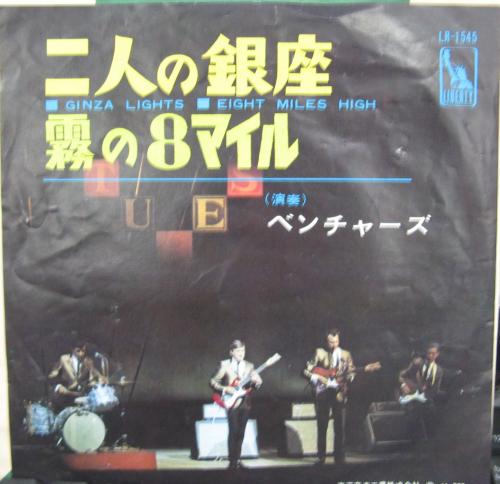 LR-1545
二人の銀座
■ GINZA LIGHTS ■ EIGHT MILES HIGH
LIBERTY
霧の8マイル
T U E S
(演奏)
ベンチャーズ